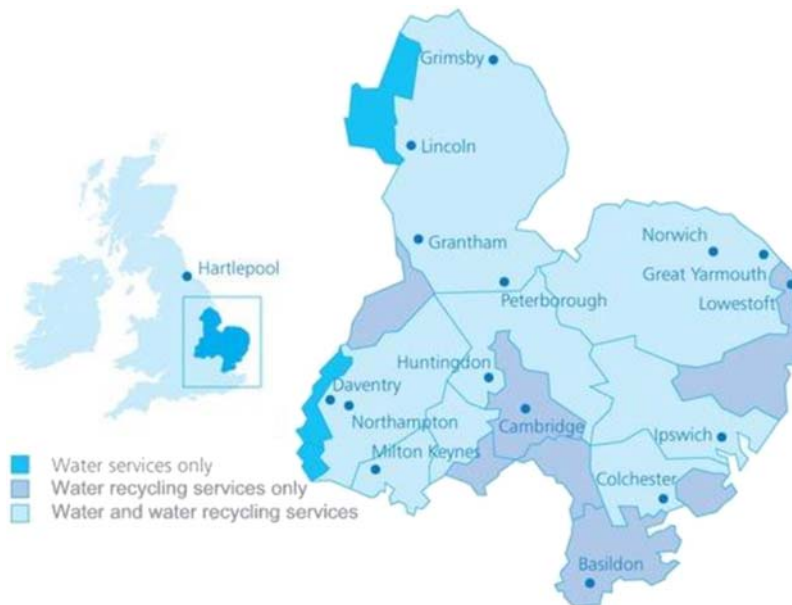 Grimsby
Lincoln
Hartlepool
Grantham
Norwich
Great Yarmouth
Peterborough
Lowestoft
Huntingdon
Daventry
Northampton
Cambridge
Milton Keynes
Ipswich
Colchester
Basildon
Water services only
Water recycling services only
Water and water recycling services